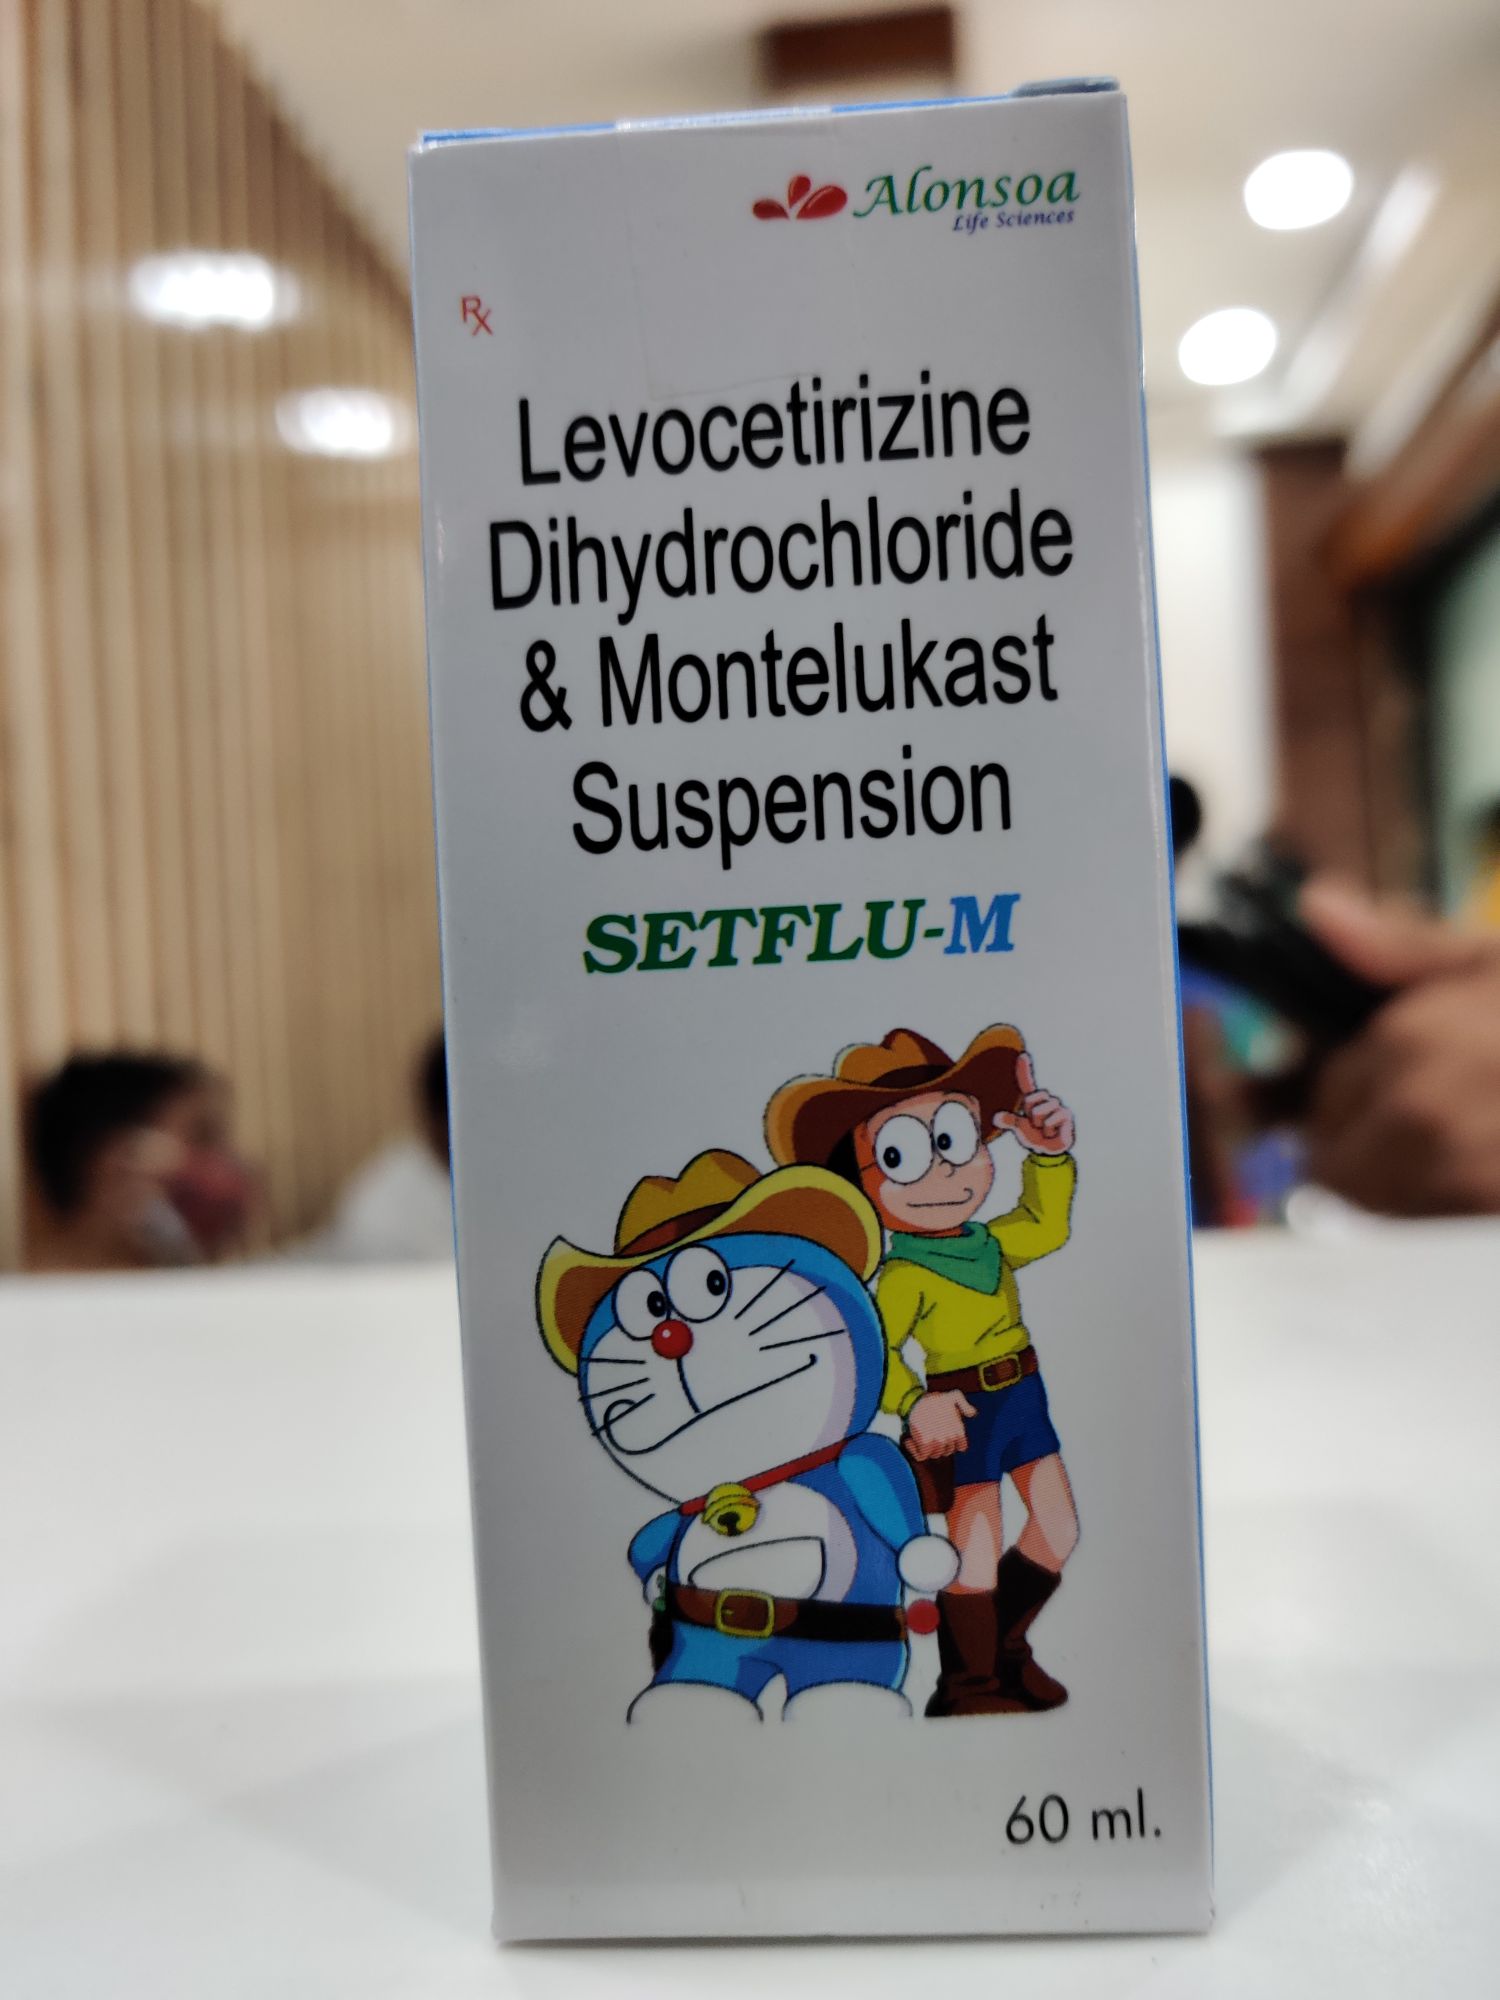 Alonsoa
Life Sciences
Rx
Levocetirizine
Dihydrochloride
& Montelukast
Suspension
SETFLU-M
60 ml.